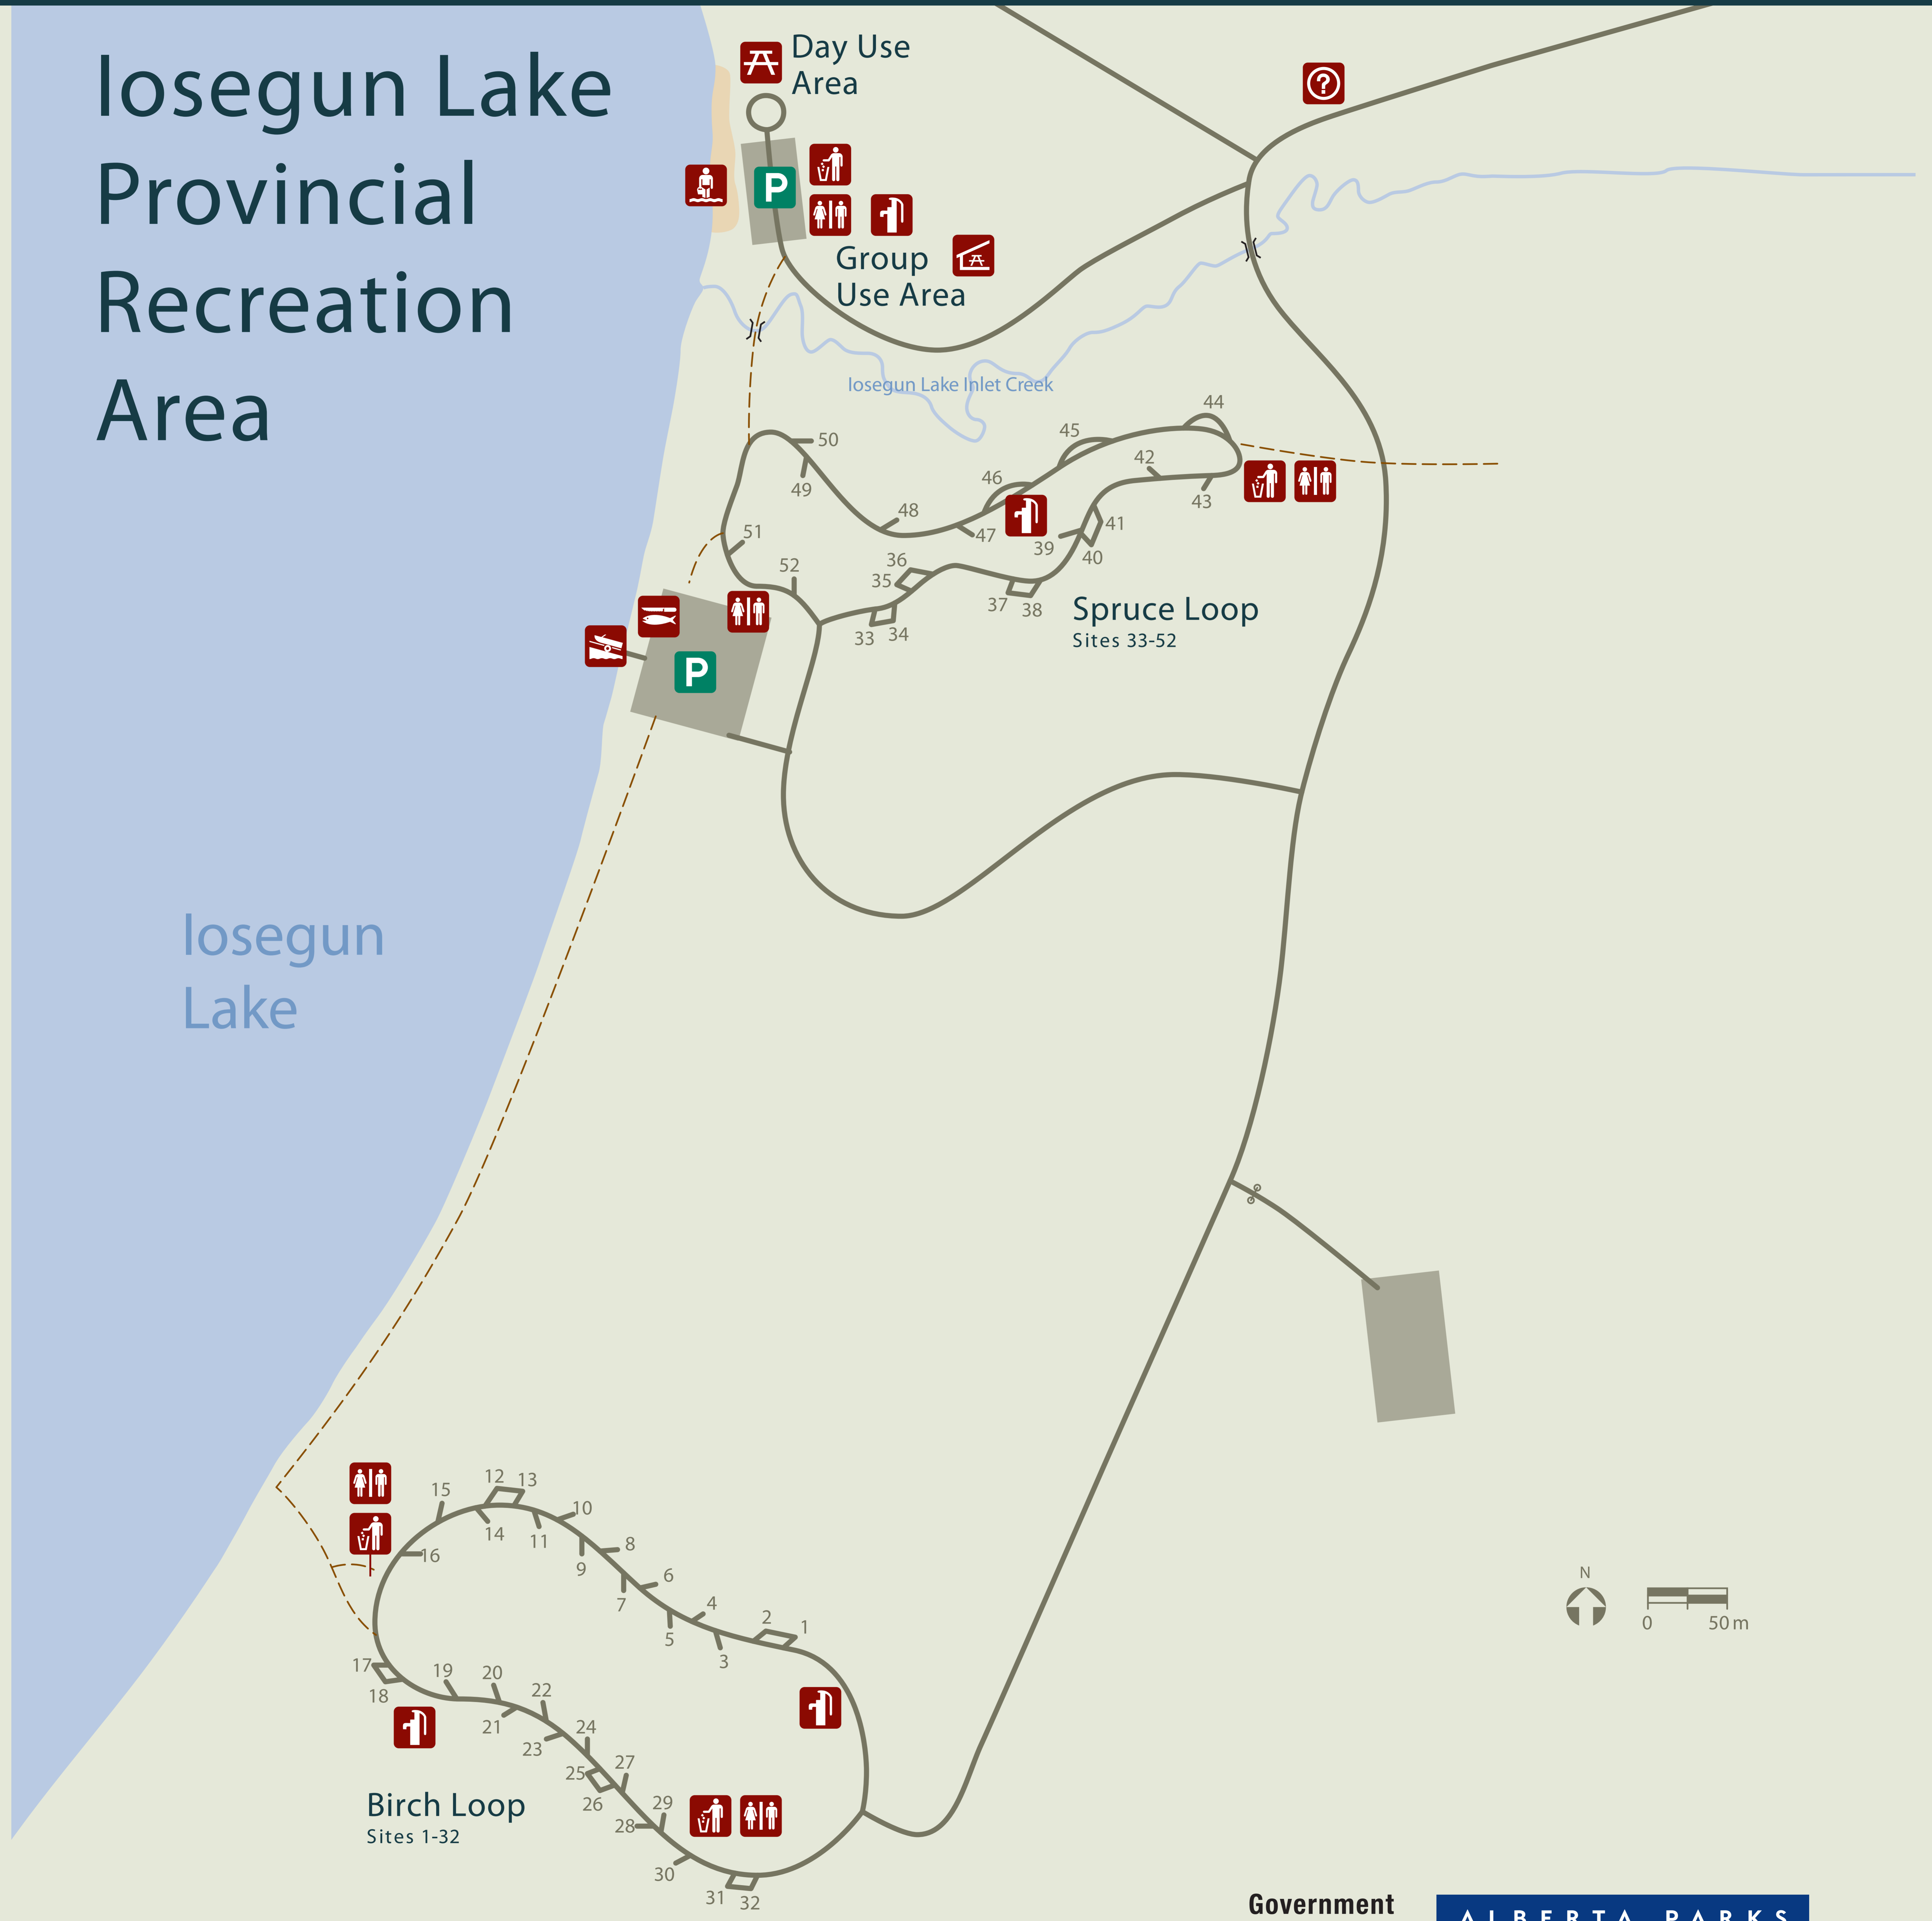 Iosegun Lake
Provincial
Recreation
Area
Day Use
Area
?
P
Group
Use Area
Iosegun Lake Inlet Creek
44
45
50
42
46
49
43
48
47
41
39
40
51
52
36
35
37
38
33
34
Spruce Loop
Sites 33-52
P
Iosegun
Lake
12
13
15
10
14
11
8
16
9
6
7
4
2
1
5
3
17
19
20
18
22
21
24
23
27
25
26
29
28
30
31
32
Birch Loop
Sites 1-32
N
0
50 m
Government
ALBERTA PARKS